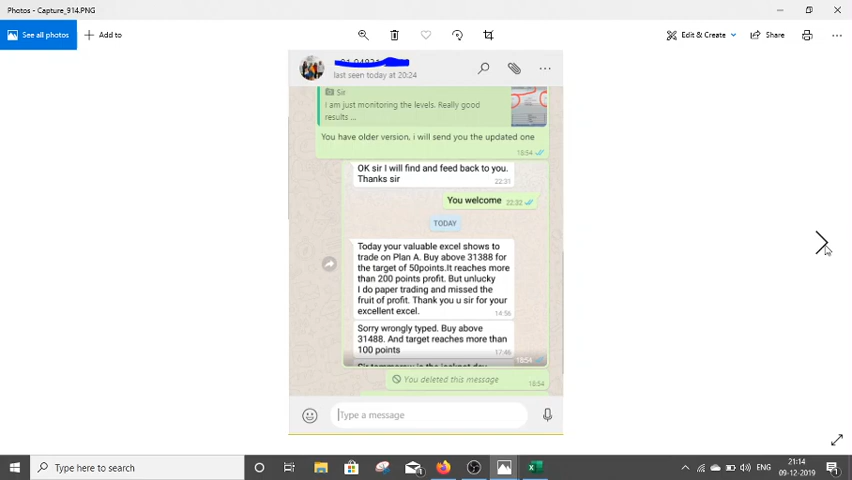 Photos - Capture_914.PNG
See all photos
Add to
Edit & Create
Share
last seen today at 20:24
Sir
I am just monitoring the levels. Really good
results ...
You have older version, i will send you the updated one
18:54
OK sir I will find and feed back to you.
Thanks sir
22:31
You welcome
22:32
TODAY
Today your valuable excel shows to
trade on Plan A. Buy above 31388 for
the target of 50points.It reaches more
than 200 points profit. But unlucky
I do paper trading and missed the
fruit of profit. Thank you u sir for your
excellent excel.
14:56
Sorry wrongly typed. Buy above
31488. And target reaches more than
100 points
17:46
18:54
You deleted this message
18:54
Type a message
Type here to search
ENG
21:14
09-12-2019